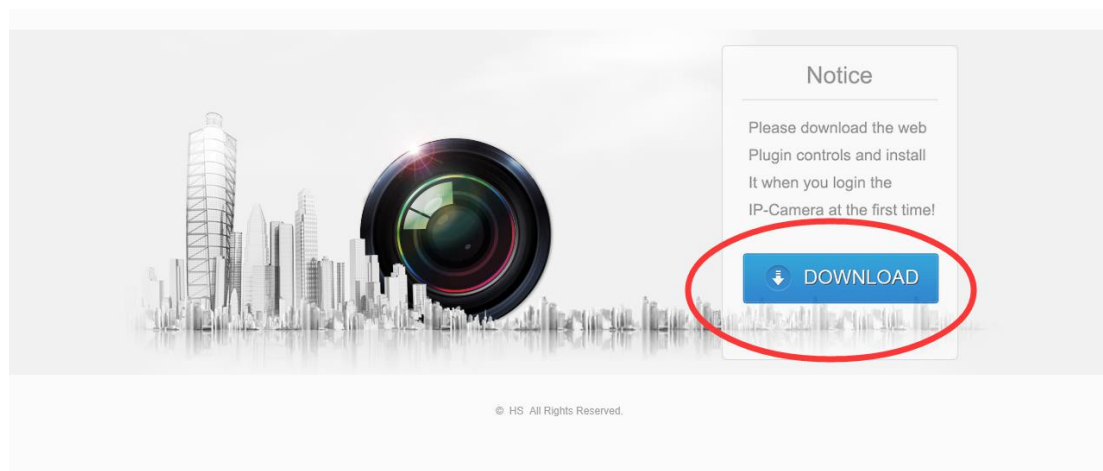 Notice
Please download the web
Plugin controls and install
It when you login the
IP-Camera at the first time!
DOWNLOAD
© HS All Rights Reserved.